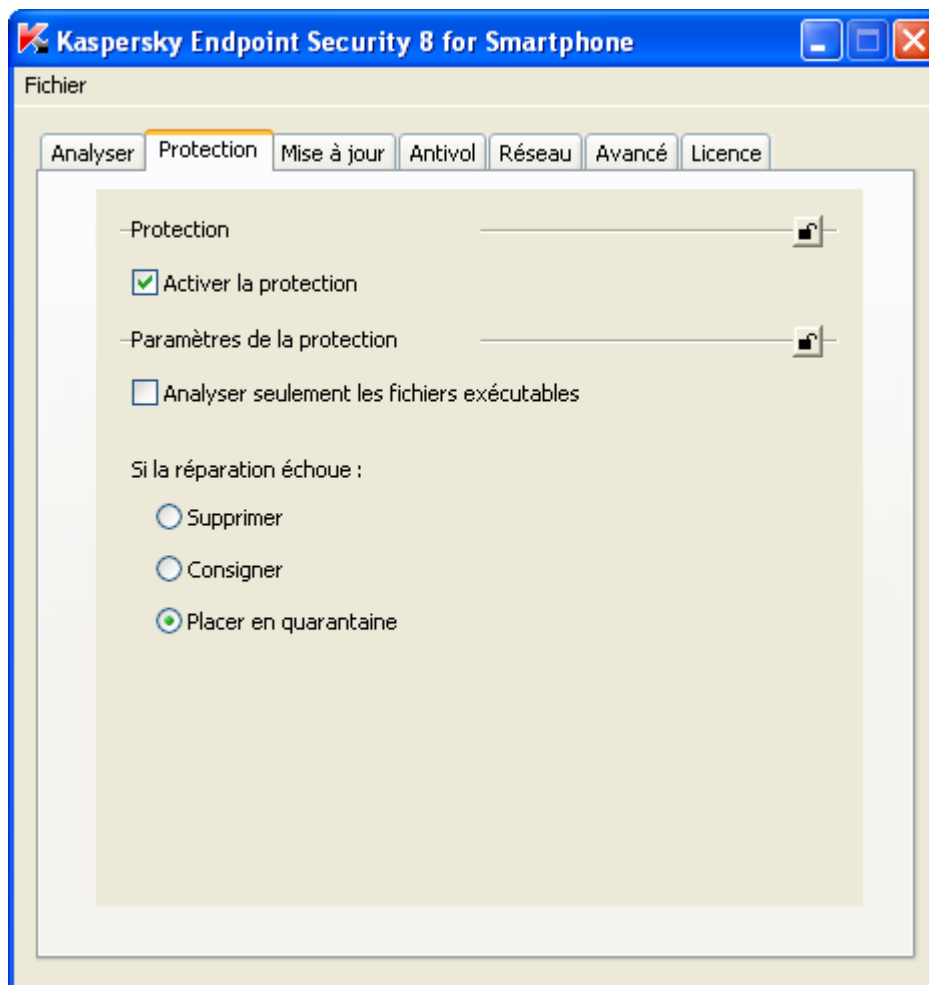 Kaspersky Endpoint Security 8 for Smartphone
Fichier
Analyser Protection Mise à jour Antivol Réseau Avancé Licence
Protection
Activer la protection
Paramètres de la protection
Analyser seulement les fichiers exécutables
Si la réparation échoue :
Supprimer
Consigner
Placer en quarantaine